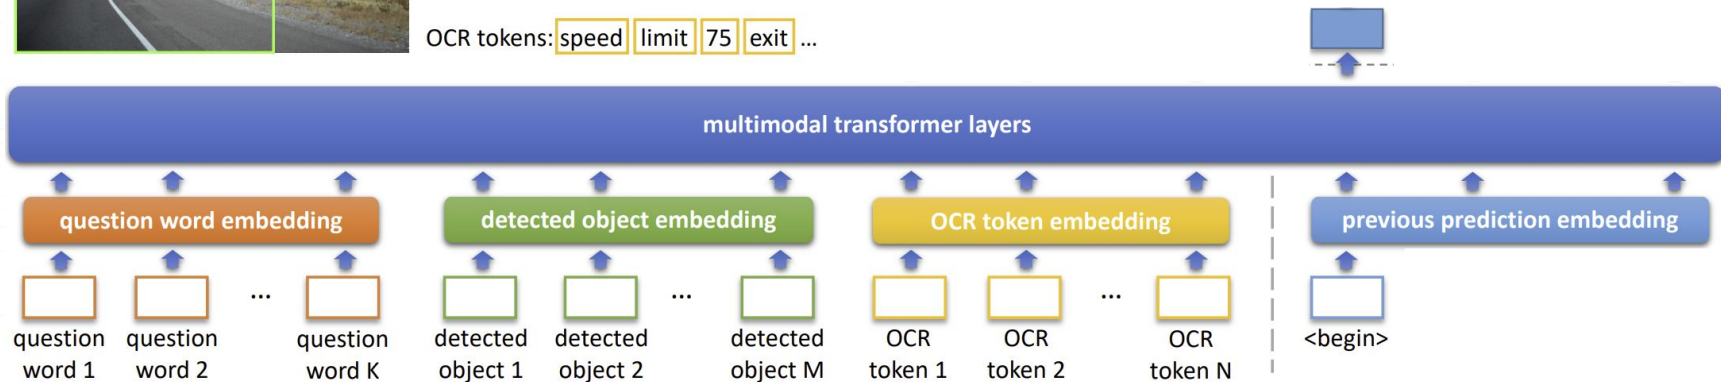 OCR tokens: speed limit 75 exit ...
multimodal transformer layers
question word embedding
detected object embedding
OCR token embedding
previous prediction embedding
...
...
...
question word 1
question word 2
question word K
detected object 1
detected object 2
detected object M
OCR token 1
OCR token 2
OCR token N
<begin>